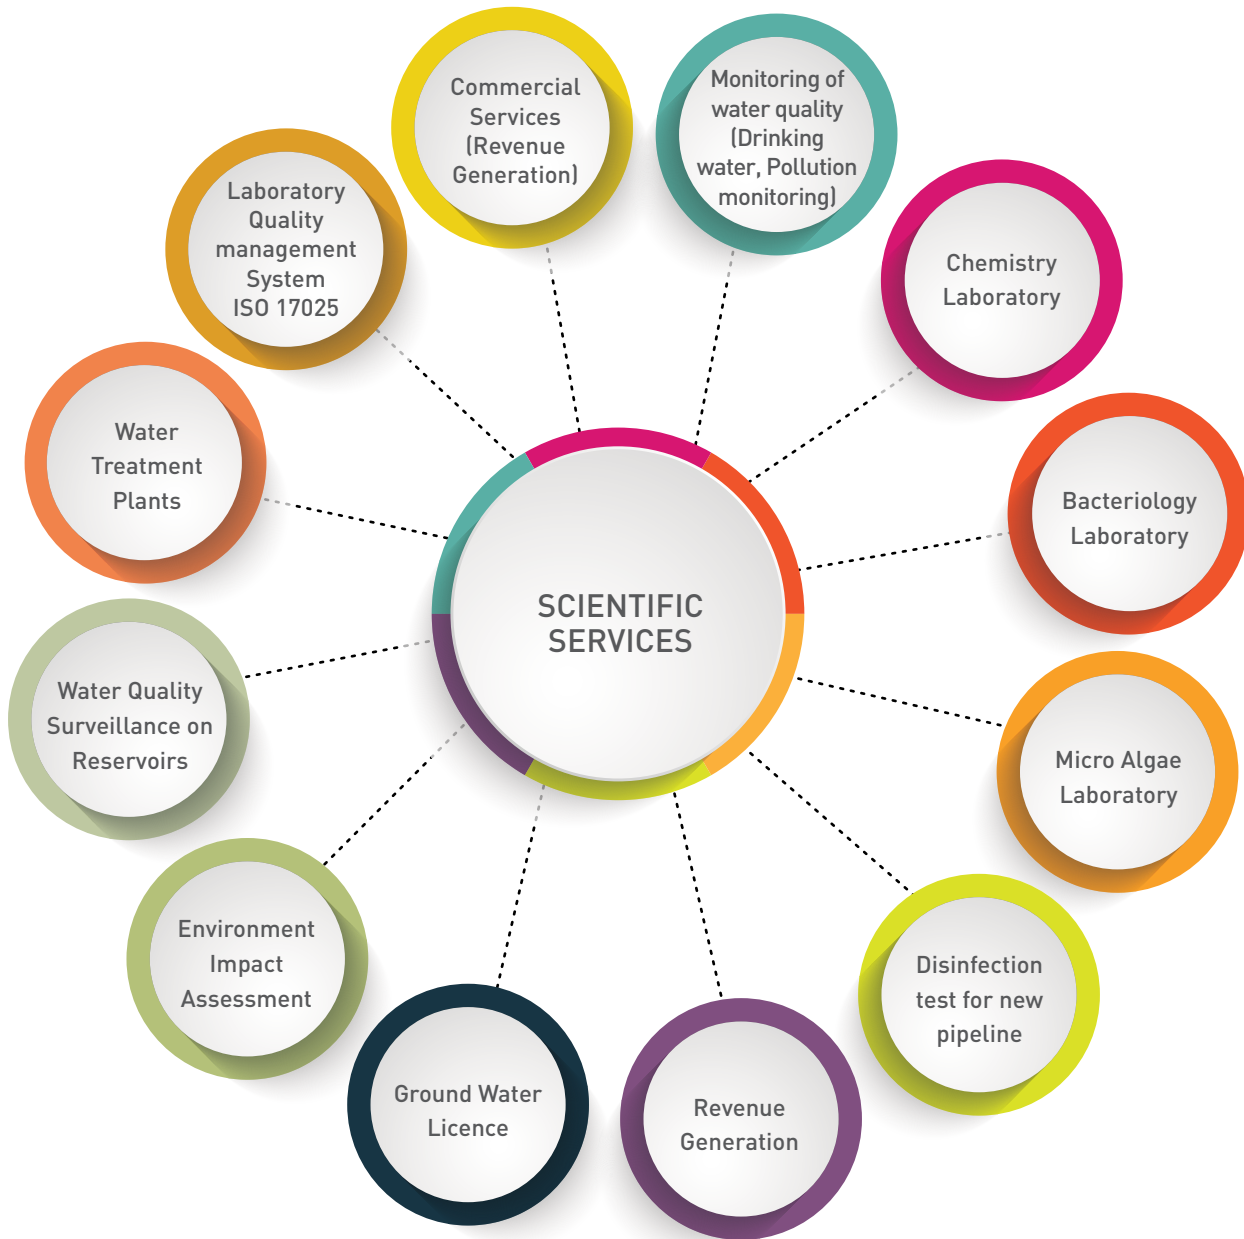 Commercial
Services
(Revenue
Generation)
Monitoring of
water quality
(Drinking
water, Pollution
monitoring)
Chemistry
Laboratory
Bacteriology
Laboratory
Micro Algae
Laboratory
Disinfection
test for new
pipeline
Revenue
Generation
Ground Water
Licence
Environment
Impact
Assessment
Water Quality
Surveillance on
Reservoirs
Water
Treatment
Plants
Laboratory
Quality
management
System
ISO 17025
SCIENTIFIC
SERVICES